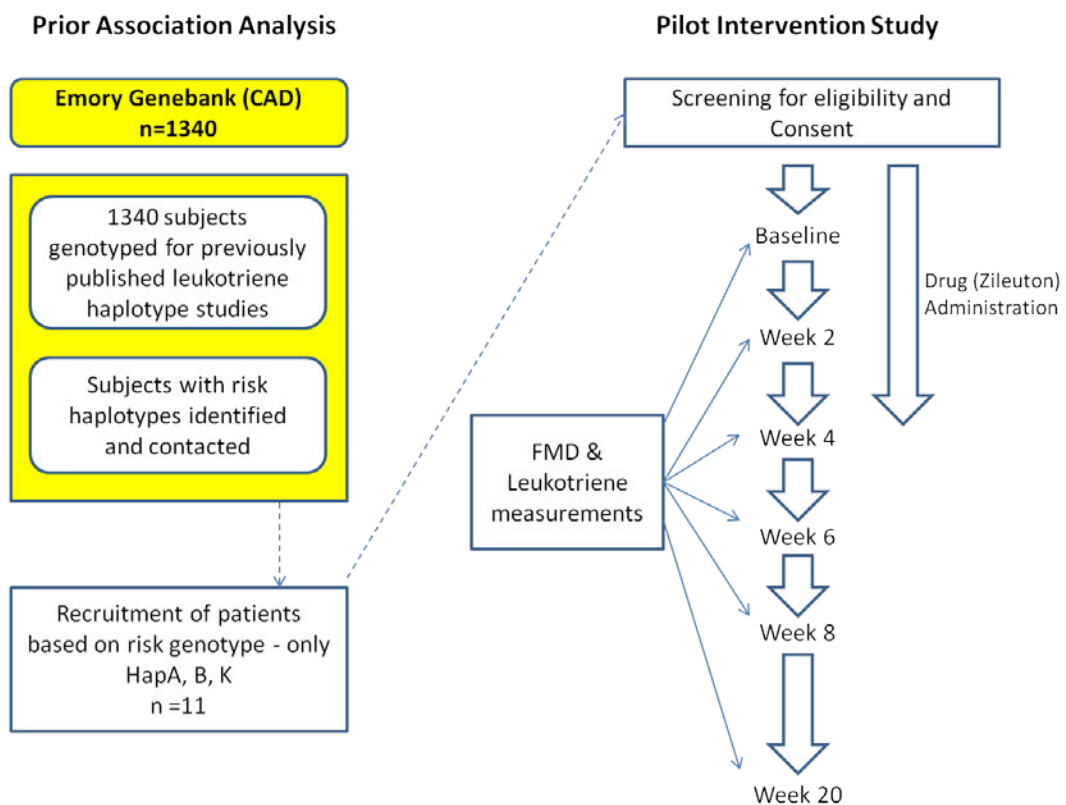 Prior Association Analysis
Emory Genebank (CAD)
n=1340
1340 subjects
genotyped for previously
published leukotriene
haplotype studies
Subjects with risk
haplotypes identified
and contacted
Recruitment of patients
based on risk genotype - only
HapA, B, K
n =11
Pilot Intervention Study
Screening for eligibility and
Consent
Baseline
Drug (Zileuton)
Administration
Week 2
Week 4
FMD &
Leukotriene
measurements
Week 6
Week 8
Week 20